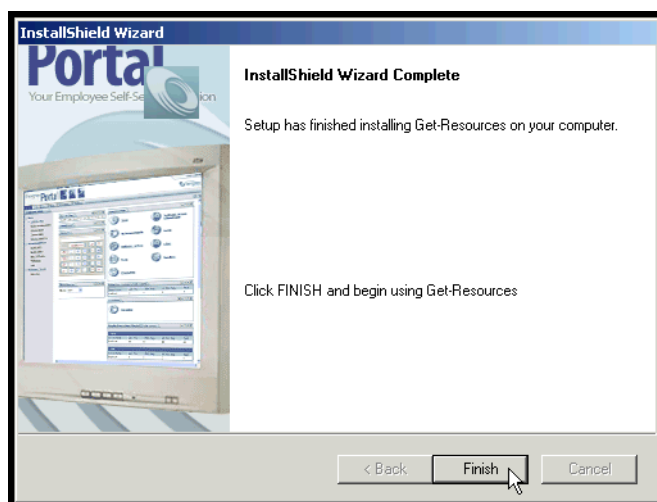 InstallShield Wizard
Portal
Your Employee Self-Se ion
InstallShield Wizard Complete
Setup has finished installing Get-Resources on your computer.
Click FINISH and begin using Get-Resources
Portal
< Back
Finish
Cancel